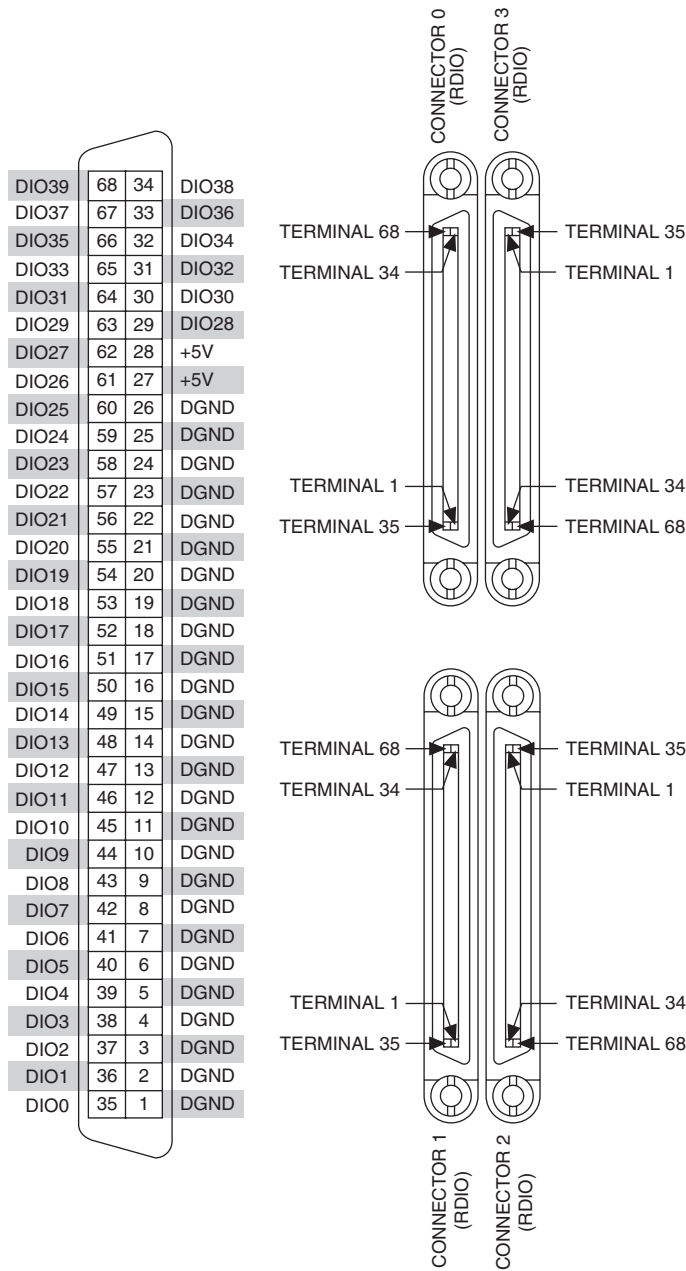 CONNECTOR 0
(RDIO)
CONNECTOR 3
(RDIO)
DIO39 68 34 DIO38
DIO37 67 33 DIO36
DIO35 66 32 DIO34
DIO33 65 31 DIO32
DIO31 64 30 DIO30
DIO29 63 29 DIO28
DIO27 62 28 +5V
DIO26 61 27 +5V
DIO25 60 26 DGND
DIO24 59 25 DGND
DIO23 58 24 DGND
DIO22 57 23 DGND
DIO21 56 22 DGND
DIO20 55 21 DGND
DIO19 54 20 DGND
DIO18 53 19 DGND
DIO17 52 18 DGND
DIO16 51 17 DGND
DIO15 50 16 DGND
DIO14 49 15 DGND
DIO13 48 14 DGND
DIO12 47 13 DGND
DIO11 46 12 DGND
DIO10 45 11 DGND
DIO9 44 10 DGND
DIO8 43 9 DGND
DIO7 42 8 DGND
DIO6 41 7 DGND
DIO5 40 6 DGND
DIO4 39 5 DGND
DIO3 38 4 DGND
DIO2 37 3 DGND
DIO1 36 2 DGND
DIO0 35 1 DGND
TERMINAL 68
TERMINAL 35
TERMINAL 34
TERMINAL 1
TERMINAL 1
TERMINAL 34
TERMINAL 35
TERMINAL 68
TERMINAL 68
TERMINAL 35
TERMINAL 34
TERMINAL 1
TERMINAL 1
TERMINAL 34
TERMINAL 35
TERMINAL 68
CONNECTOR 1
(RDIO)
CONNECTOR 2
(RDIO)